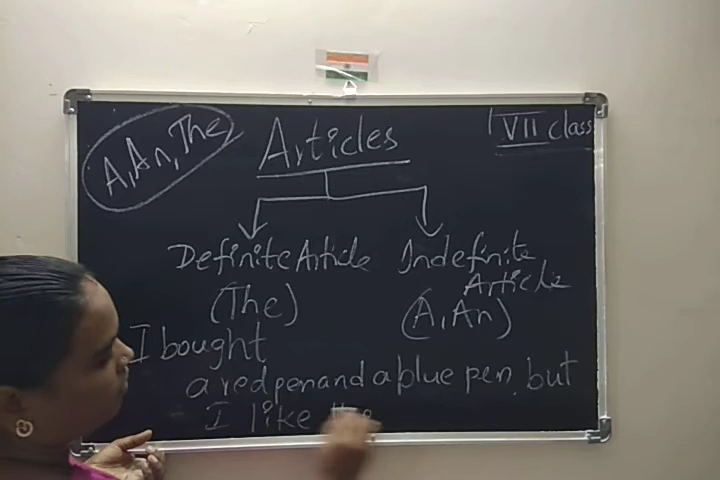 A, An, The
Articles
VII class
Definite Article
(The)
Indefinite
Article
(A, An)
I bought
a red pen and a blue pen, but
I like the